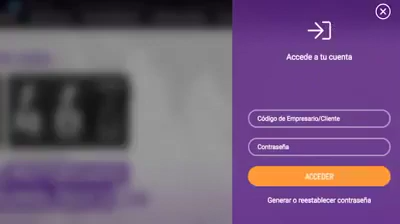 Accede a tu cuenta
Código de Empresario/Cliente
Contraseña
ACCEDER
Generar o reestablecer contraseña